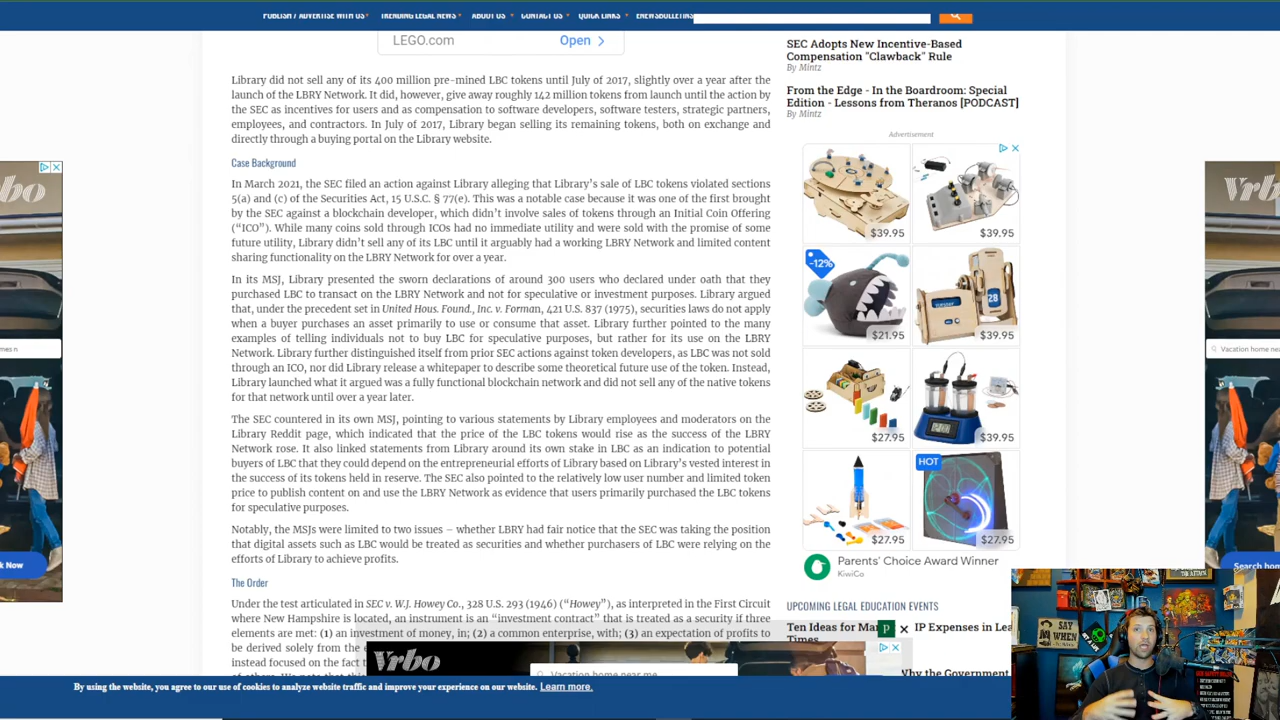 PUBLISH / ADVERTISE WITH US
TRENDING LEGAL NEWS
ABOUT US
CONTACT US
QUICK LINKS
ENEWSBULLETINS
LEGO.com
Open >
Library did not sell any of its 400 million pre-mined LBC tokens until July of 2017, slightly over a year after the
launch of the LBRY Network. It did, however, give away roughly 142 million tokens from launch until the action by
the SEC as incentives for users and as compensation to software developers, software testers, strategic partners,
employees, and contractors. In July of 2017, Library began selling its remaining tokens, both on exchange and
directly through a buying portal on the Library website.
Case Background
In March 2021, the SEC filed an action against Library alleging that Library's sale of LBC tokens violated sections
5(a) and (c) of the Securities Act, 15 U.S.C. § 77(e). This was a notable case because it was one of the first brought
by the SEC against a blockchain developer, which didn't involve sales of tokens through an Initial Coin Offering
("ICO"). While many coins sold through ICOs had no immediate utility and were sold with the promise of some
future utility, Library didn't sell any of its LBC until it arguably had a working LBRY Network and limited content
sharing functionality on the LBRY Network for over a year.
In its MSJ, Library presented the sworn declarations of around 300 users who declared under oath that they
purchased LBC to transact on the LBRY Network and not for speculative or investment purposes. Library argued
that, under the precedent set in United Hous. Found., Inc. v. Forman, 421 U.S. 837 (1975), securities laws do not apply
when a buyer purchases an asset primarily to use or consume that asset. Library further pointed to the many
examples of telling individuals not to buy LBC for speculative purposes, but rather for its use on the LBRY
Network. Library further distinguished itself from prior SEC actions against token developers, as LBC was not sold
through an ICO, nor did Library release a whitepaper to describe some theoretical future use of the token. Instead,
Library launched what it argued was a fully functional blockchain network and did not sell any of the native tokens
for that network until over a year later.
The SEC countered in its own MSJ, pointing to various statements by Library employees and moderators on the
Library Reddit page, which indicated that the price of the LBC tokens would rise as the success of the LBRY
Network rose. It also linked statements from Library around its own stake in LBC as an indication to potential
buyers of LBC that they could depend on the entrepreneurial efforts of Library based on Library's vested interest in
the success of its tokens held in reserve. The SEC also pointed to the relatively low user number and limited token
price to publish content on and use the LBRY Network as evidence that users primarily purchased the LBC tokens
for speculative purposes.
Notably, the MSJs were limited to two issues – whether LBRY had fair notice that the SEC was taking the position
that digital assets such as LBC would be treated as securities and whether purchasers of LBC were relying on the
efforts of Library to achieve profits.
The Order
Under the test articulated in SEC v. W.J. Howey Co., 328 U.S. 293 (1946) ("Howey"), as interpreted in the First Circuit
where New Hampshire is located, an instrument is an "investment contract" that is treated as a security if three
elements are met: (1) an investment of money, in; (2) a common enterprise, with; (3) an expectation of profits to
be derived solely from the
instead focused on the fact
SEC Adopts New Incentive-Based
Compensation "Clawback" Rule
By Mintz
From the Edge - In the Boardroom: Special
Edition - Lessons from Theranos [PODCAST]
By Mintz
Advertisement
$39.95
$39.95
-12%
$21.95
28
$39.95
$27.95
$39.95
HOT
$27.95
$27.95
Parents' Choice Award Winner
KiwiCo
UPCOMING LEGAL EDUCATION EVENTS
Ten Ideas for Ma
IP Expenses in Lea
Times
Why the Government
Vrbo
Vacation home near me
By using the website, you agree to our use of cookies to analyze website traffic and improve your experience on our website. Learn more.
rbo
k Now
Vrb
Vacation home nea
Search hom
SAY
WHEN